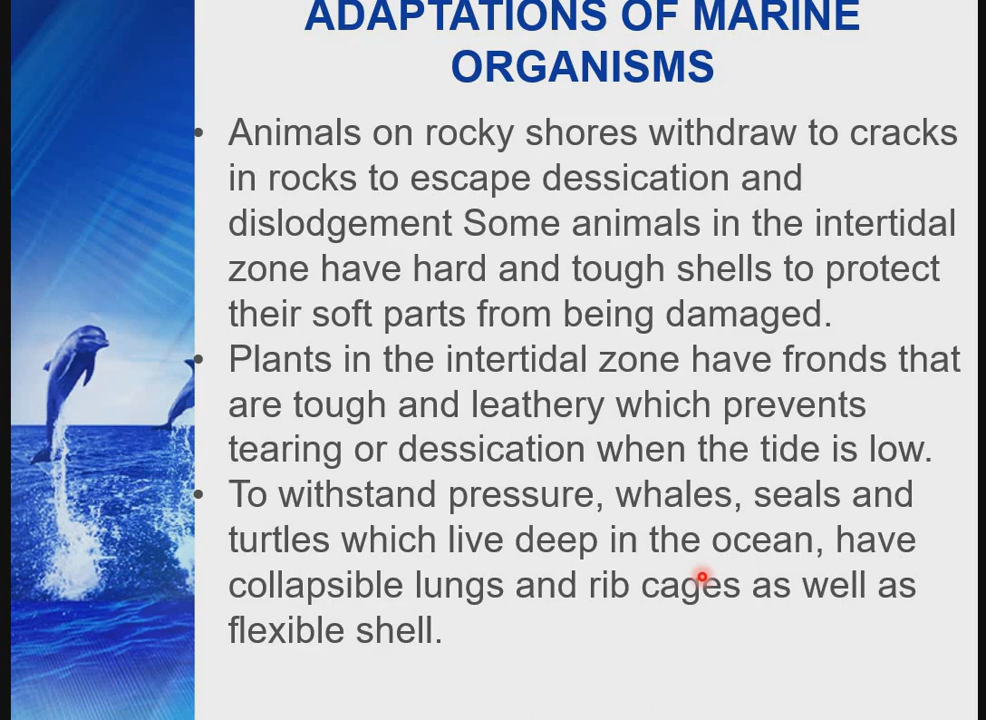 ADAPTATIONS OF MARINE
ORGANISMS
• Animals on rocky shores withdraw to cracks
in rocks to escape dessication and
dislodgement Some animals in the intertidal
zone have hard and tough shells to protect
their soft parts from being damaged.
• Plants in the intertidal zone have fronds that
are tough and leathery which prevents
tearing or dessication when the tide is low.
• To withstand pressure, whales, seals and
turtles which live deep in the ocean, have
collapsible lungs and rib cages as well as
flexible shell.